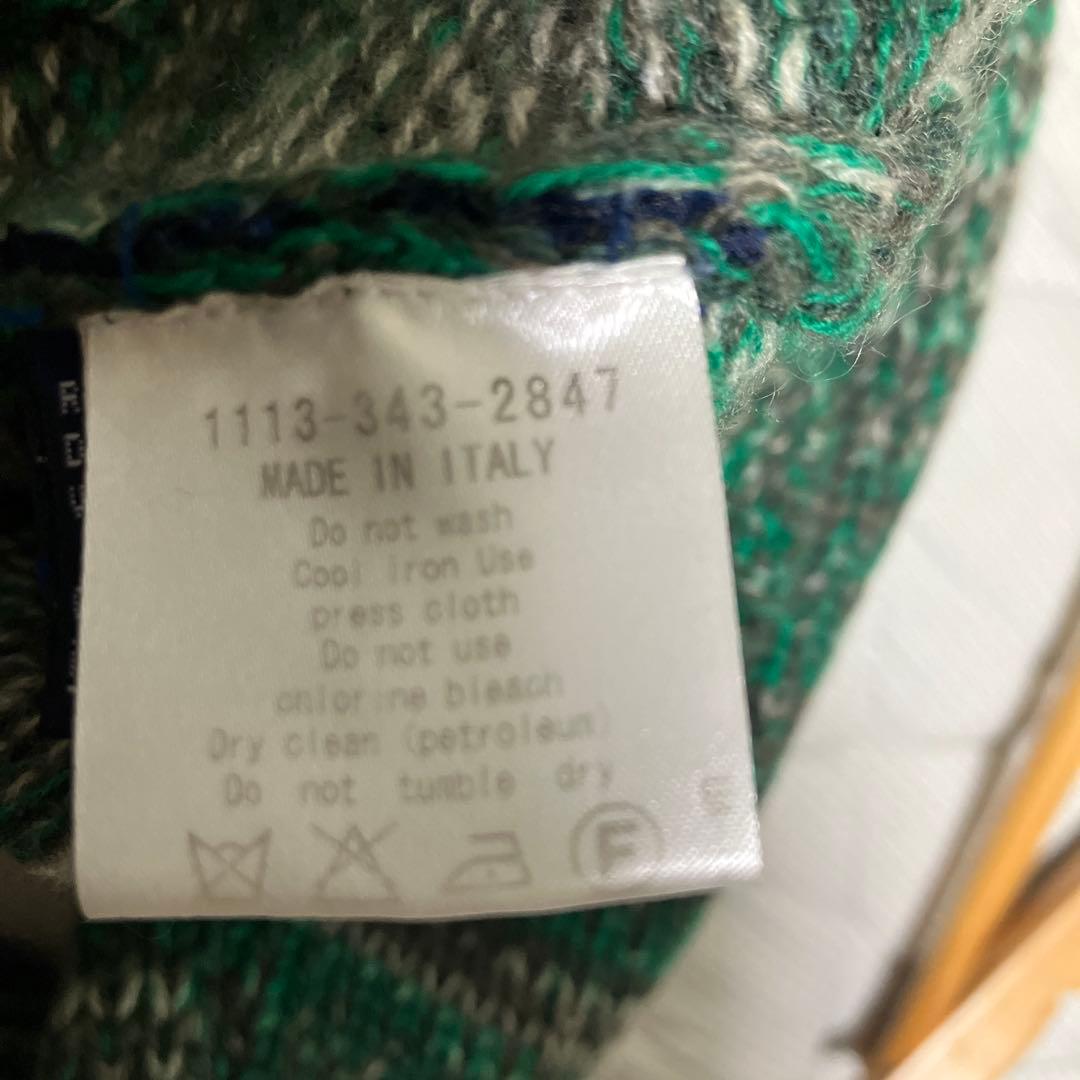 1113-343-2847
MADE IN ITALY
Do not wash
Cool iron Use
press cloth
Do not use
chlorine bleach
Dry clean (petroleum)
Do not tumble dry
F